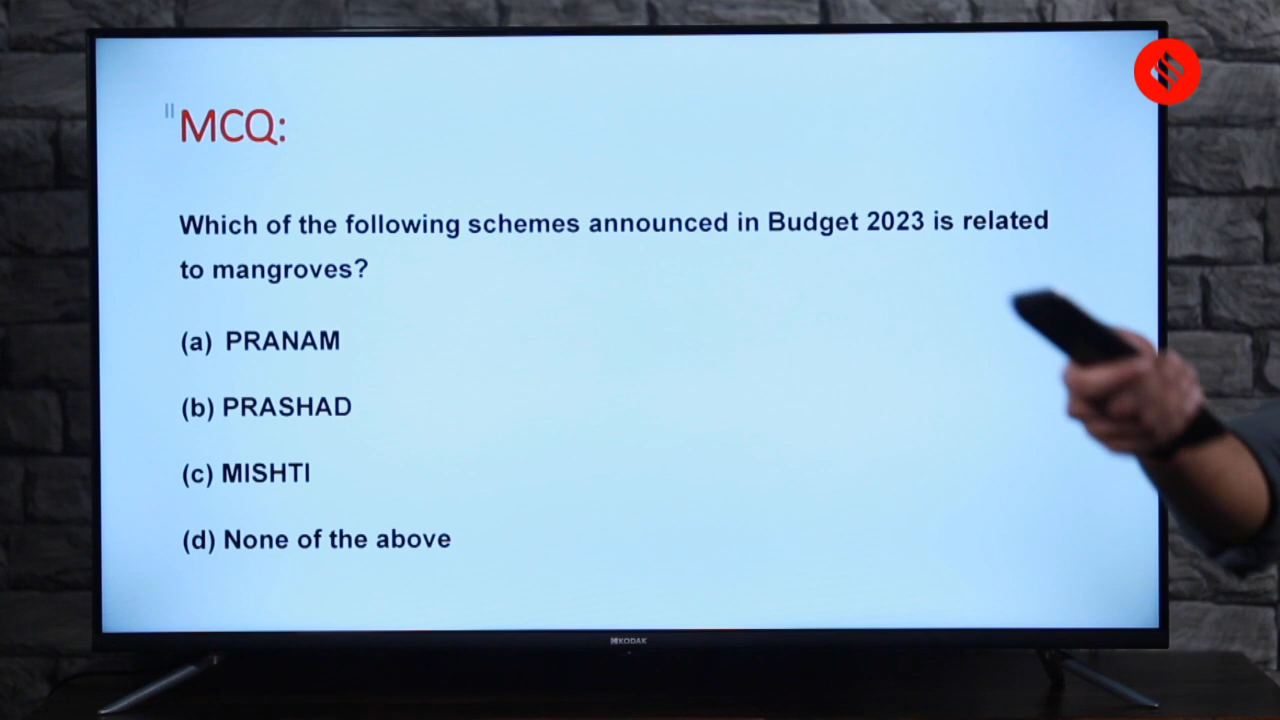 MCQ:
Which of the following schemes announced in Budget 2023 is related
to mangroves?
(a) PRANAM
(b) PRASHAD
(c) MISHTI
(d) None of the above
KODAK